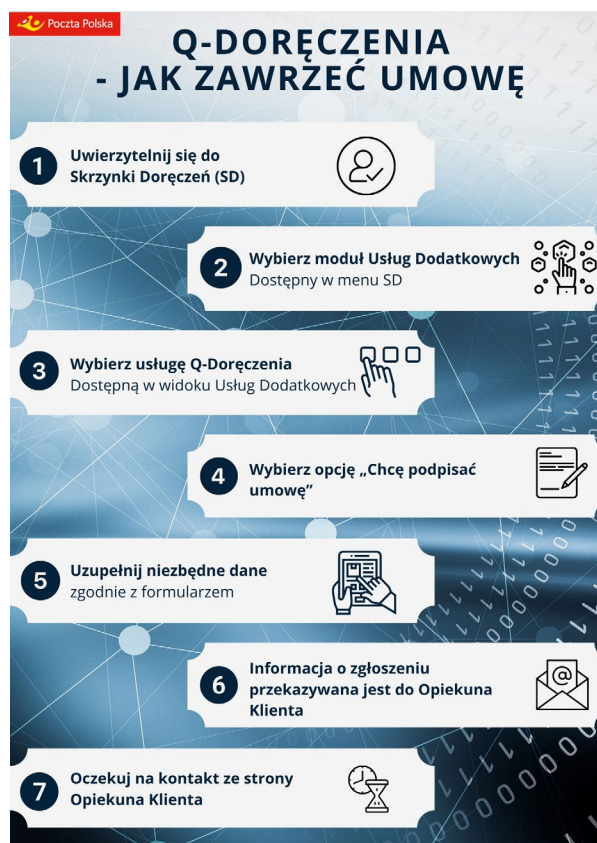 Poczta Polska
Q-DORĘCZENIA
- JAK ZAWRZEĆ UMOWĘ
1
Uwierzytelnij się do
Skrzynki Doręczeń (SD)
2
Wybierz moduł Usług Dodatkowych
Dostępny w menu SD
3
Wybierz usługę Q-Doręczenia
Dostępną w widoku Usług Dodatkowych
4
Wybierz opcję „Chcę podpisać
umowę”
5
Uzupełnij niezbędne dane
zgodnie z formularzem
6
Informacja o zgłoszeniu
przekazywana jest do Opiekuna
Klienta
@
7
Oczekuj na kontakt ze strony
Opiekuna Klienta